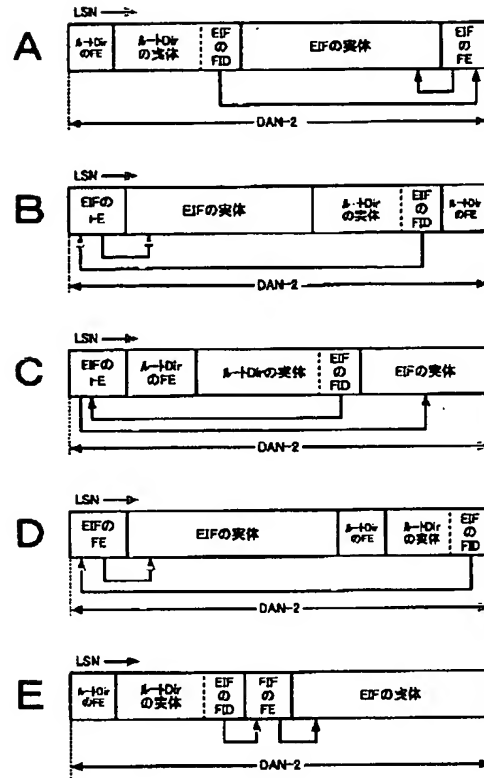 A
LSN
ルートDir
のFE
ルートDir
の実体
EIF
の
FID
EIFの実体
EIF
の
FE
DAN-2
B
LSN
EIFの
FE
EIFの実体
ルートDir
の実体
EIF
の
FID
ルートDir
のFE
DAN-2
C
LSN
EIFの
FE
ルートDir
のFE
ルートDirの実体
EIF
の
FID
EIFの実体
DAN-2
D
LSN
EIFの
FE
EIFの実体
ルートDir
のFE
ルートDir
の実体
EIF
の
FID
DAN-2
E
LSN
ルートDir
のFE
ルートDir
の実体
EIF
の
FID
EIF
の
FE
EIFの実体
DAN-2